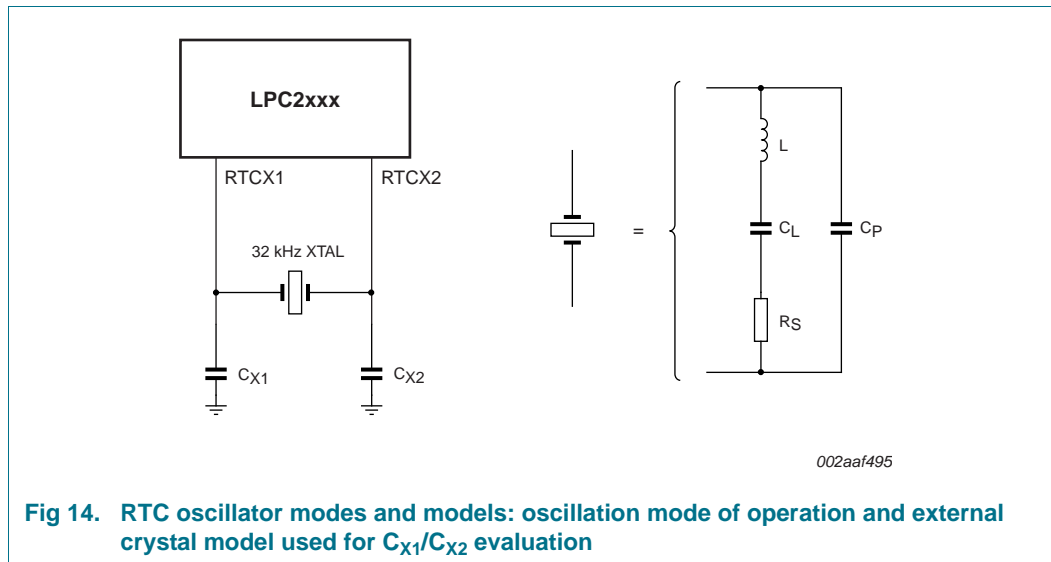 LPC2xxx
RTCX1
RTCX2
32 kHz XTAL
CX1
CX2
=
L
CL
CP
RS
002aaf495
Fig 14. RTC oscillator modes and models: oscillation mode of operation and external
crystal model used for CX1/CX2 evaluation